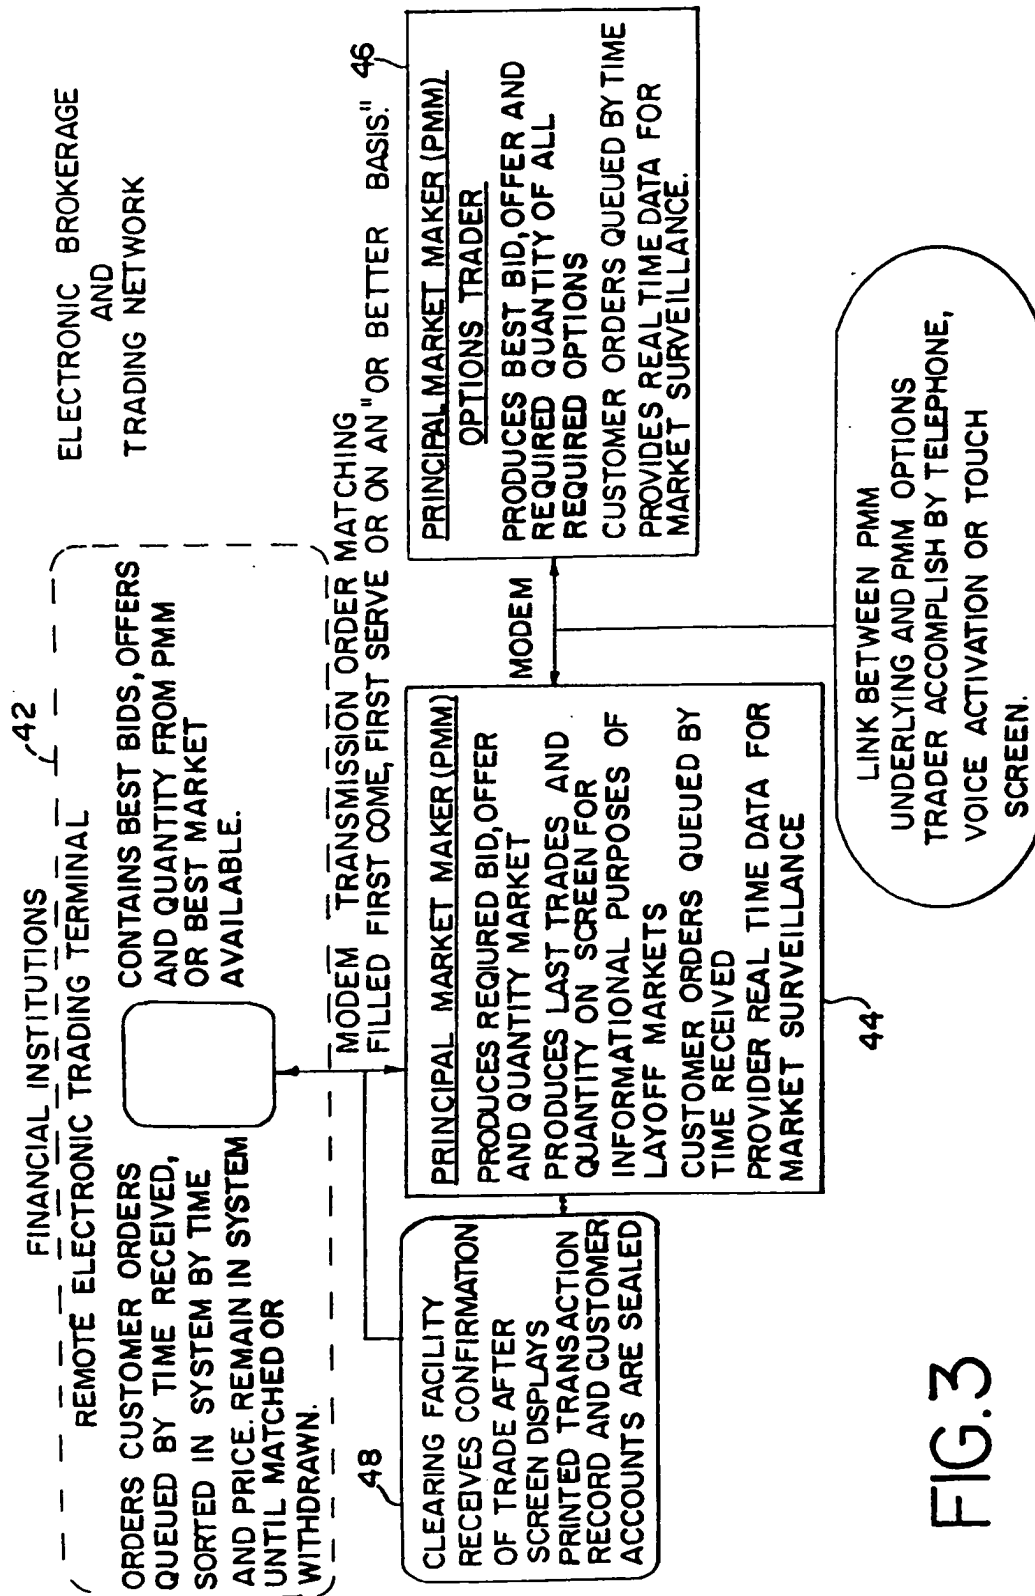 ELECTRONIC BROKERAGE
AND
TRADING NETWORK
FINANCIAL INSTITUTIONS
42
REMOTE ELECTRONIC TRADING TERMINAL
ORDERS CUSTOMER ORDERS
QUEUED BY TIME RECEIVED,
SORTED IN SYSTEM BY TIME
AND PRICE. REMAIN IN SYSTEM
UNTIL MATCHED OR
WITHDRAWN.
CONTAINS BEST BIDS, OFFERS
AND QUANTITY FROM PMM
OR BEST MARKET
AVAILABLE.
MODEM TRANSMISSION ORDER MATCHING
FILLED FIRST COME, FIRST SERVE OR ON AN "OR BETTER BASIS."
48
CLEARING FACILITY
RECEIVES CONFIRMATION
OF TRADE AFTER
SCREEN DISPLAYS
PRINTED TRANSACTION
RECORD AND CUSTOMER
ACCOUNTS ARE SEALED
PRINCIPAL MARKET MAKER (PMM)
PRODUCES REQIURED BID, OFFER
AND QUANTITY MARKET
PRODUCES LAST TRADES AND
QUANTITY ON SCREEN FOR
INFORMATIONAL PURPOSES OF
LAYOFF MARKETS
CUSTOMER ORDERS QUEUED BY
TIME RECEIVED
PROVIDER REAL TIME DATA FOR
MARKET SURVEILLANCE
44
MODEM
46
PRINCIPAL MARKET MAKER (PMM)
OPTIONS TRADER
PRODUCES BEST BID, OFFER AND
REQUIRED QUANTITY OF ALL
REQUIRED OPTIONS
CUSTOMER ORDERS QUEUED BY TIME
PROVIDES REAL TIME DATA FOR
MARKET SURVEILLANCE.
LINK BETWEEN PMM
UNDERLYING AND PMM OPTIONS
TRADER ACCOMPLISH BY TELEPHONE,
VOICE ACTIVATION OR TOUCH
SCREEN.
FIG.3